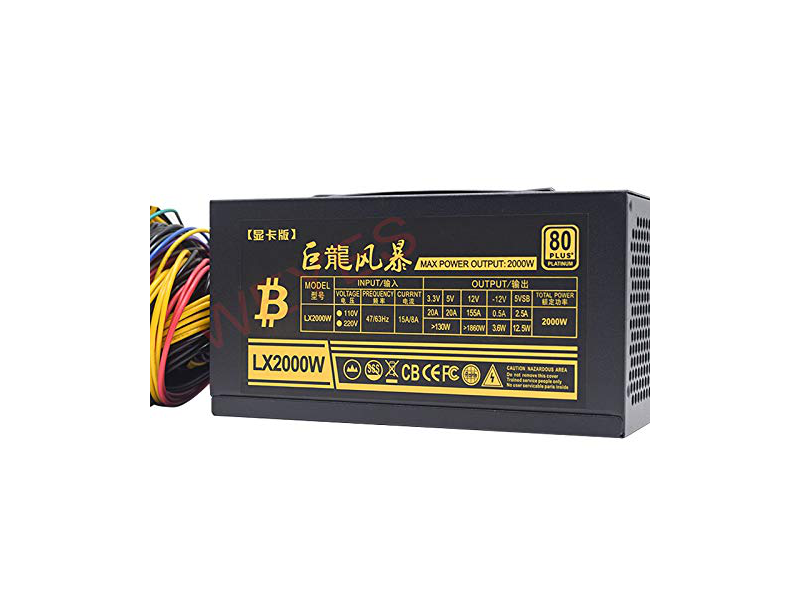 【显卡版】
巨龍风暴
MAX POWER OUTPUT: 2000W
80
PLUS
PLATINUM
MODEL
型号
INPUT/输入
OUTPUT/输出
VOLTAGE
电压
FREQUENCY
频率
CURRNT
电流
3.3V 5V 12V -12V 5VSB
TOTAL POWER
额定功率
LX2000W
110V
220V
47/63Hz
15A/8A
20A 20A 155A 0.5A 2.5A
>130W >1860W 3.6W 12.5W
2000W
LX2000W
SGS
CB CE FC
CAUTION HAZARDOUS AREA
Do not remove this cover
Trained service people only
No user servicable parts inside